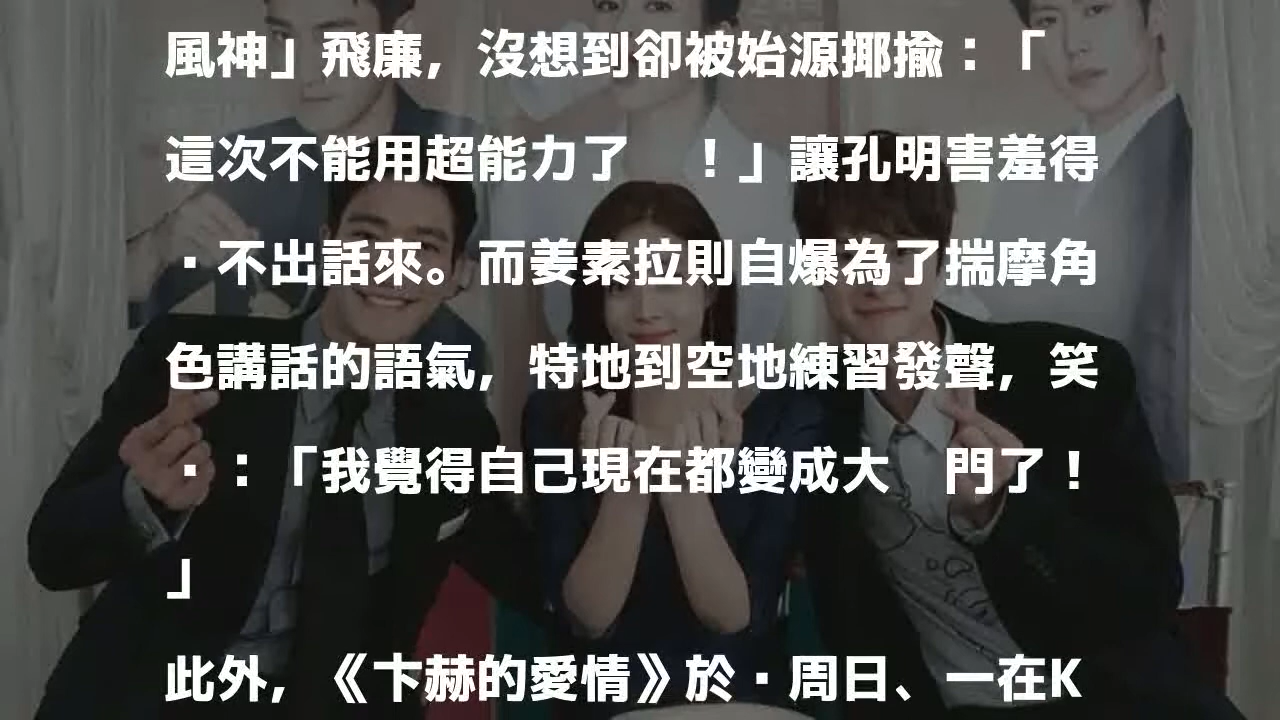 風神」飛廉，沒想到卻被始源揶揄：「
這次不能用超能力了　！」讓孔明害羞得
·不出話來。而姜素拉則自爆為了揣摩角
色講話的語氣，特地到空地練習發聲，笑
·：「我覺得自己現在都變成大　門了！
」
此外，《卞赫的愛情》於·周日、一在K